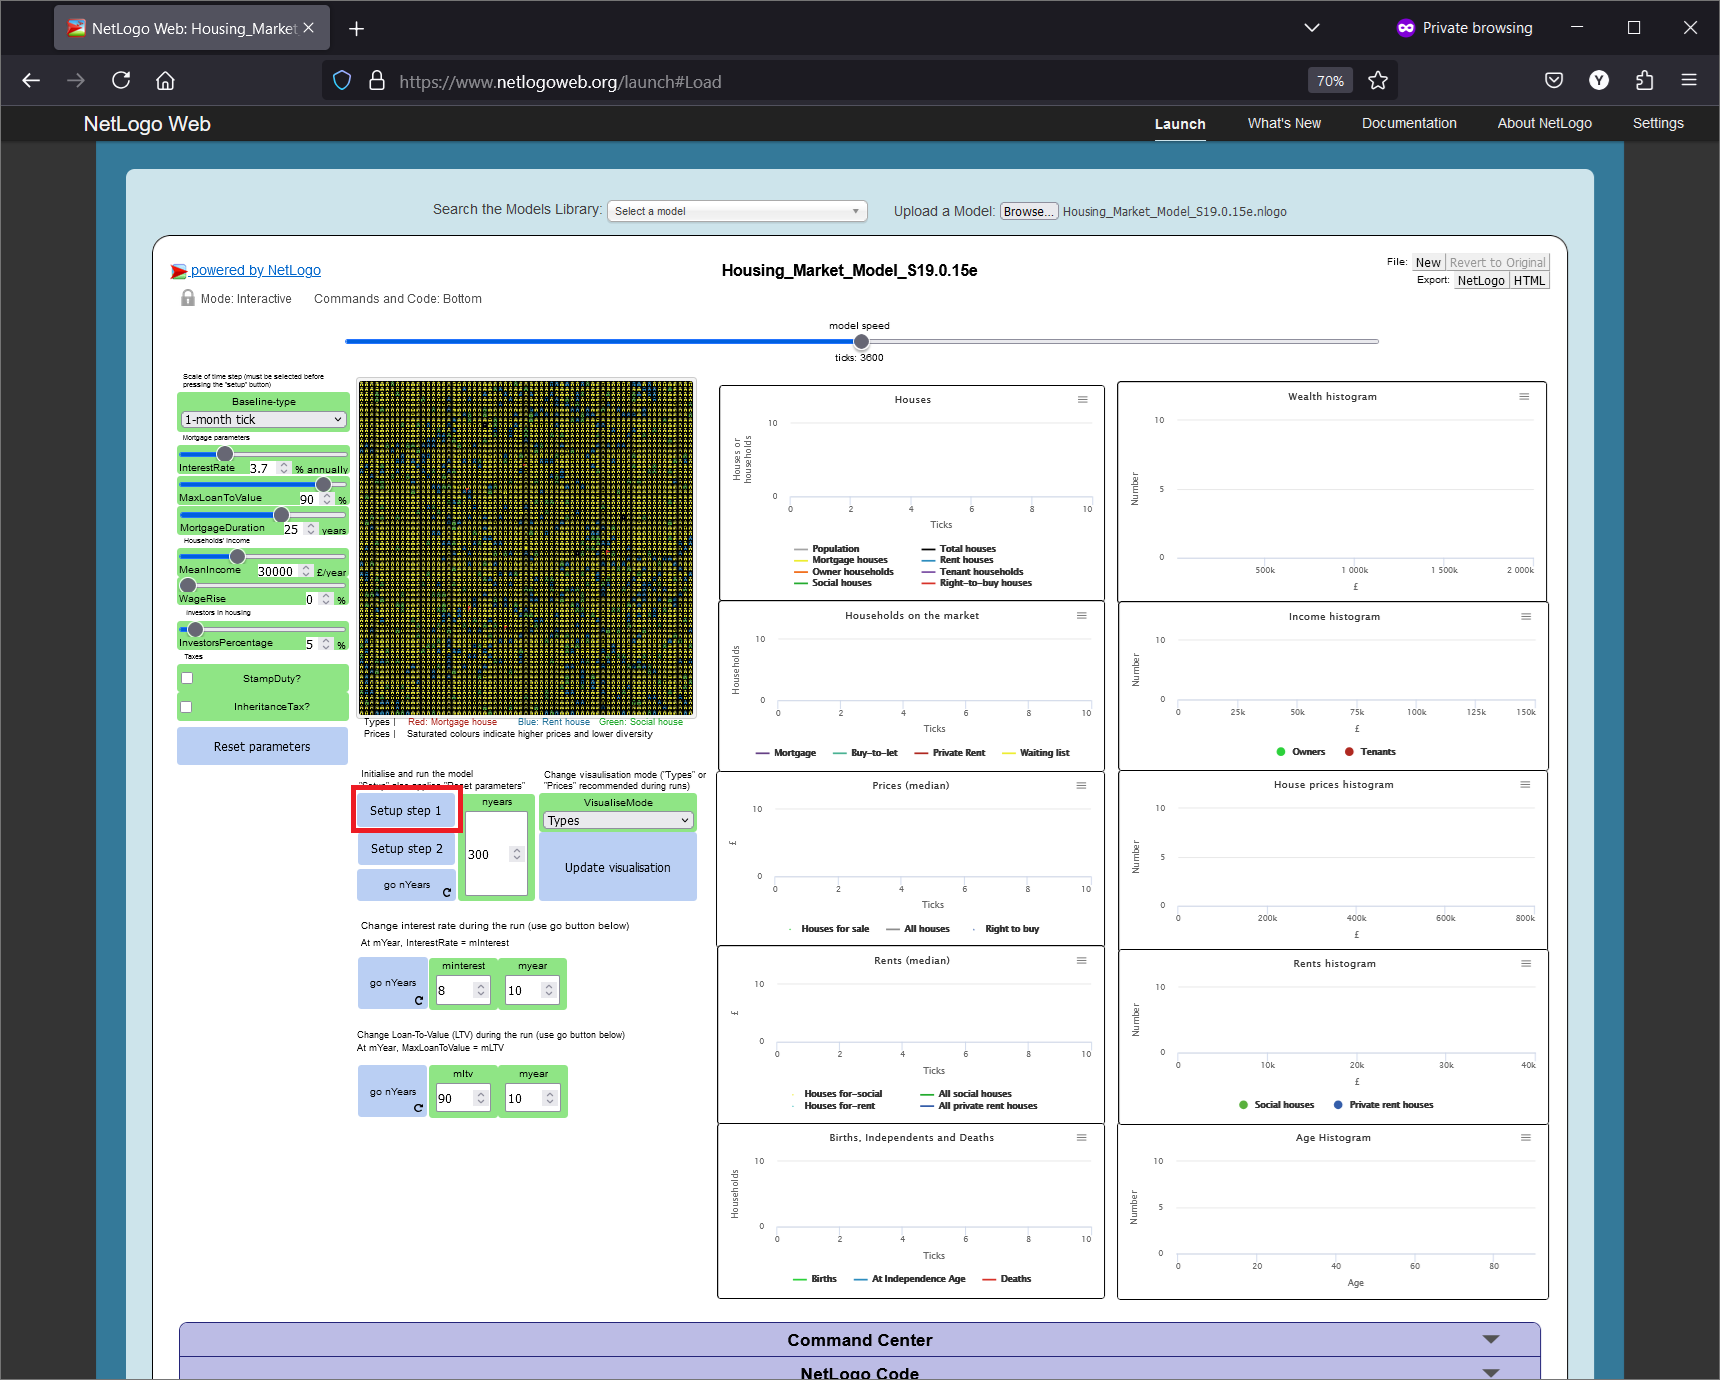 NetLogo Web: Housing_Market
Private browsing
https://www.netlogoweb.org/launch#Load
70%
Y
NetLogo Web
Launch
What's New
Documentation
About NetLogo
Settings
Search the Models Library:
Select a model
Upload a Model:
Browse...
Housing_Market_Model_S19.0.15e.nlogo
powered by NetLogo
Housing_Market_Model_S19.0.15e
File: New Revert to Original
Export: NetLogo HTML
Mode: Interactive
Commands and Code: Bottom
model speed
ticks: 3600
Scale of time step (must be selected before
pressing the "setup" button)
Baseline-type
1-month tick
Mortgage parameters
InterestRate 3.7 % annually
MaxLoanToValue 90 %
MortgageDuration 25 years
Households' Income
MeanIncome 30000 £/year
WageRise 0 %
Investors in housing
InvestorsPercentage 5 %
Taxes
StampDuty?
InheritanceTax?
Reset parameters
Types | Red: Mortgage house Blue: Rent house Green: Social house
Prices | Saturated colours indicate higher prices and lower diversity
Initialise and run the model
"Setup" also applies "Reset parameters"
Change visaulisation mode ("Types" or
"Prices" recommended during runs)
Setup step 1
Setup step 2
go nYears
nyears
300
VisualiseMode
Types
Update visualisation
Change interest rate during the run (use go button below)
At mYear, InterestRate = mInterest
go nYears
minterest
8
myear
10
Change Loan-To-Value (LTV) during the run (use go button below)
At mYear, MaxLoanToValue = mLTV
go nYears
mltv
90
myear
10
Houses
Houses or
households
10
0
0 2 4 6 8 10
Ticks
Population Total houses
Mortgage houses Rent houses
Owner households Tenant households
Social houses Right-to-buy houses
Households on the market
Households
10
0
0 2 4 6 8 10
Ticks
Mortgage Buy-to-let Private Rent Waiting list
Prices (median)
£
10
0
0 2 4 6 8 10
Ticks
Houses for sale All houses Right to buy
Rents (median)
£
10
0
0 2 4 6 8 10
Ticks
Houses for-social All social houses
Houses for-rent All private rent houses
Births, Independents and Deaths
Households
10
0
0 2 4 6 8 10
Ticks
Births At Independence Age Deaths
Wealth histogram
Number
10
5
0
500k 1 000k 1 500k 2 000k
£
Income histogram
Number
10
0
0 25k 50k 75k 100k 125k 150k
£
Owners Tenants
House prices histogram
Number
10
5
0
0 200k 400k 600k 800k
£
Rents histogram
Number
10
0
0 10k 20k 30k 40k
£
Social houses Private rent houses
Age Histogram
Number
10
5
0
0 20 40 60 80
Age
Command Center
NetLogo Code